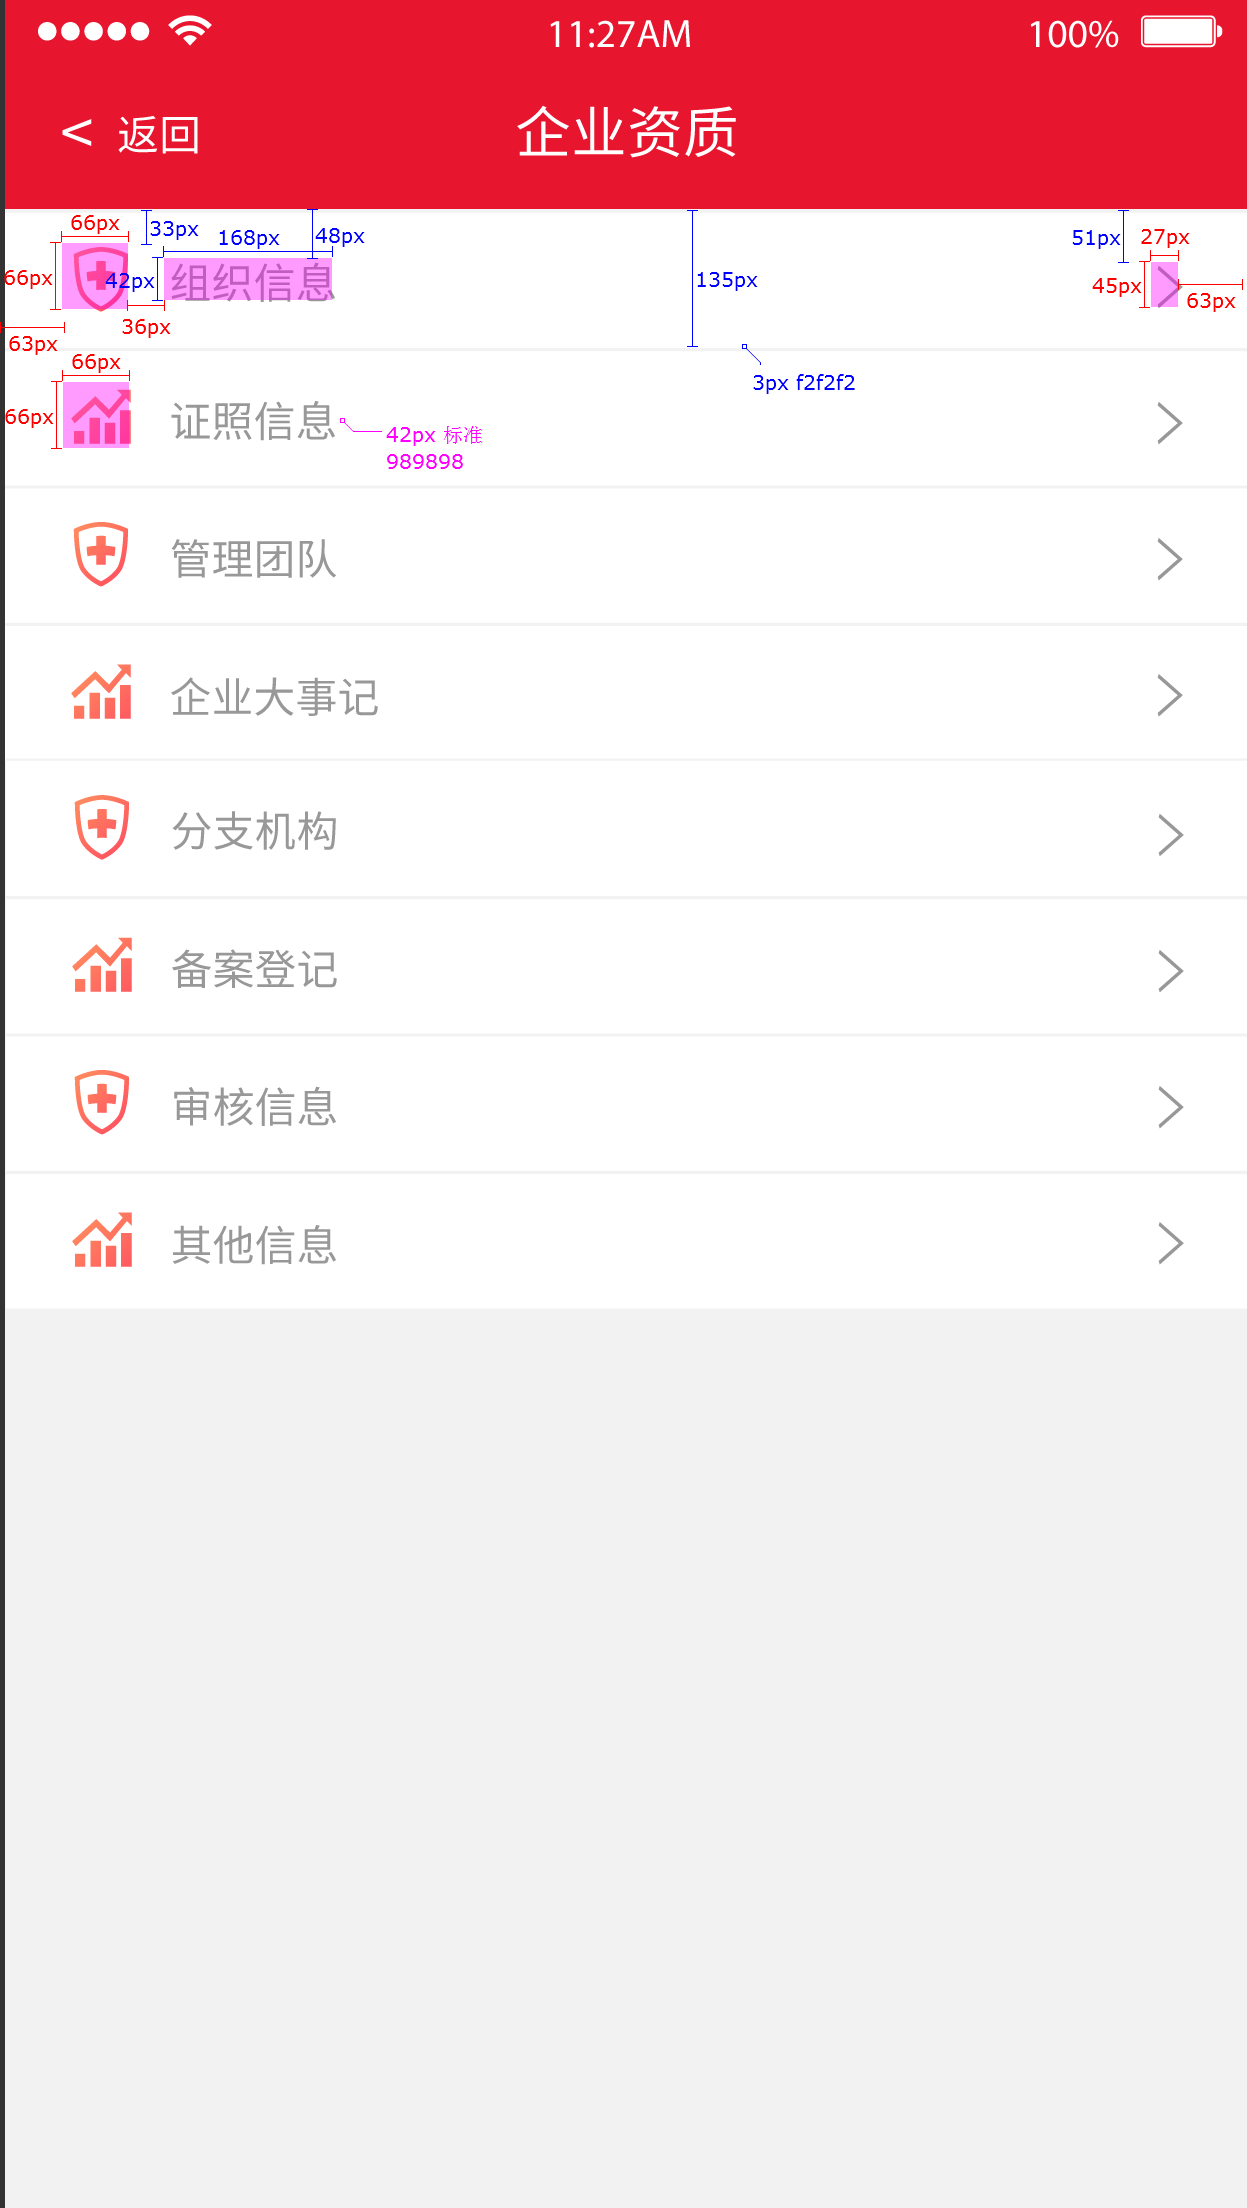 11:27AM
100%
< 返回
企业资质
66px
33px
168px
48px
51px
27px
66px
42px
组织信息
135px
45px
63px
36px
63px
66px
3px f2f2f2
66px
证照信息
42px 标准
989898
管理团队
企业大事记
分支机构
备案登记
审核信息
其他信息